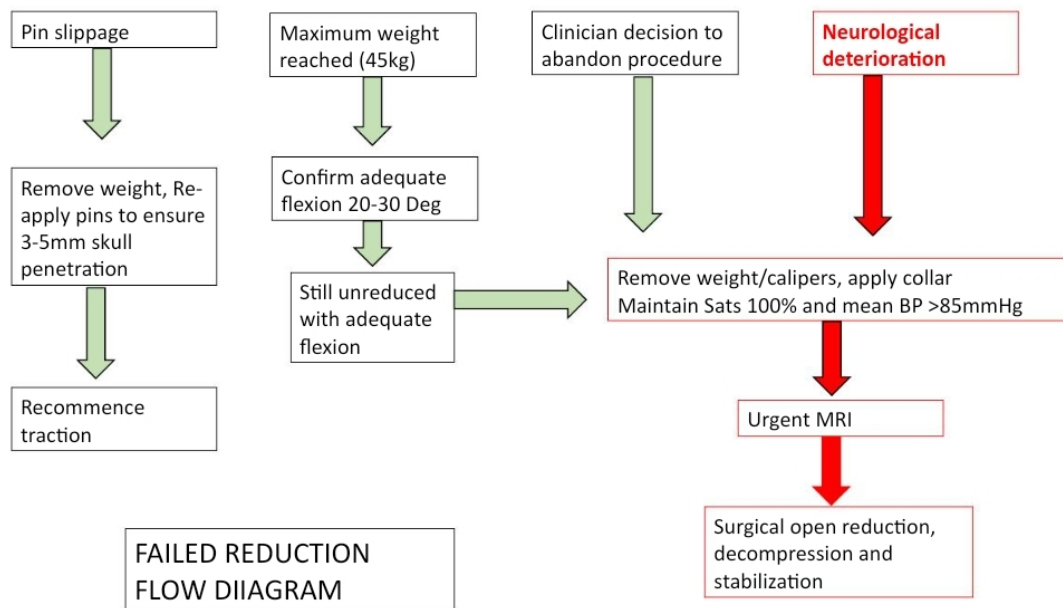 Pin slippage
Maximum weight
reached (45kg)
Clinician decision to
abandon procedure
Neurological
deterioration
Remove weight, Re-
apply pins to ensure
3-5mm skull
penetration
Confirm adequate
flexion 20-30 Deg
Still unreduced
with adequate
flexion
Remove weight/calipers, apply collar
Maintain Sats 100% and mean BP >85mmHg
Recommence
traction
Urgent MRI
Surgical open reduction,
decompression and
stabilization
FAILED REDUCTION
FLOW DIIAGRAM